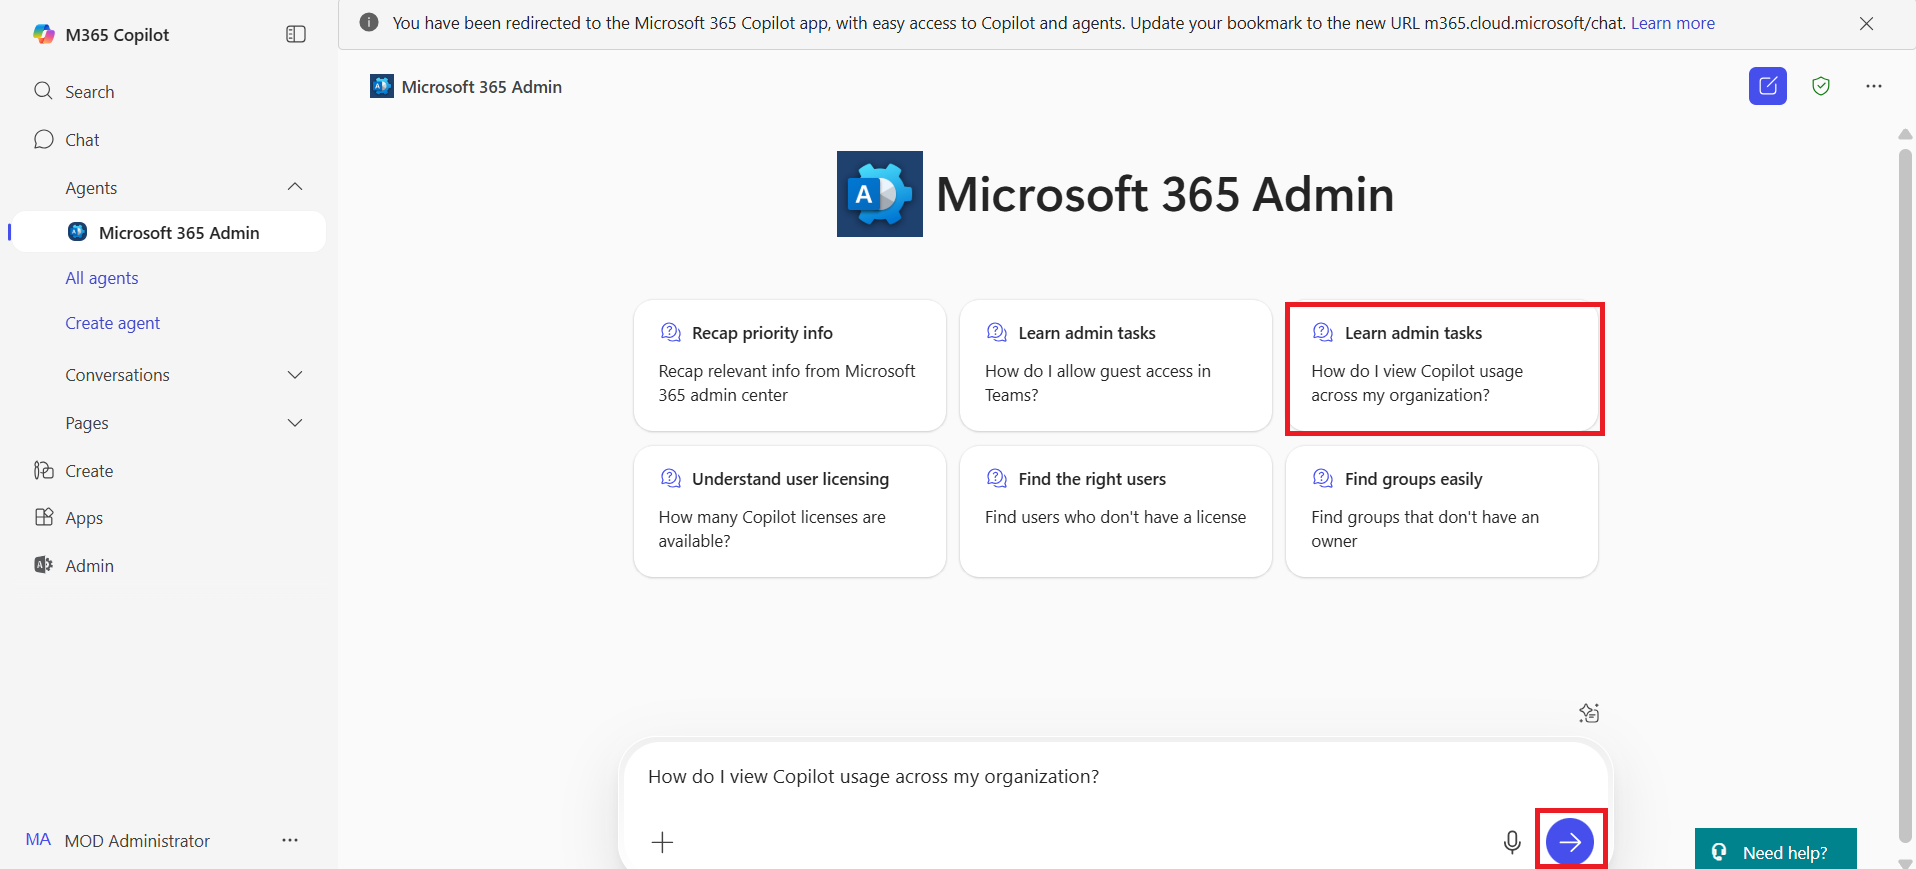 M365 Copilot
Search
Chat
Agents
Microsoft 365 Admin
All agents
Create agent
Conversations
Pages
Create
Apps
Admin
MA MOD Administrator
You have been redirected to the Microsoft 365 Copilot app, with easy access to Copilot and agents. Update your bookmark to the new URL m365.cloud.microsoft/chat. Learn more
Microsoft 365 Admin
A Microsoft 365 Admin
Recap priority info
Recap relevant info from Microsoft
365 admin center
Learn admin tasks
How do I allow guest access in
Teams?
Learn admin tasks
How do I view Copilot usage
across my organization?
Understand user licensing
How many Copilot licenses are
available?
Find the right users
Find users who don't have a license
Find groups easily
Find groups that don't have an
owner
How do I view Copilot usage across my organization?
Need help?